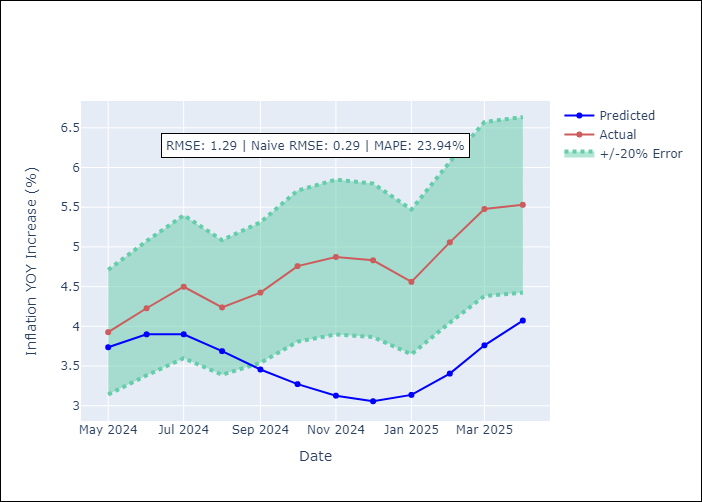 RMSE: 1.29 | Naive RMSE: 0.29 | MAPE: 23.94%
Predicted
Actual
+/-20% Error
Inflation YOY Increase (%)
6.5
6
5.5
5
4.5
4
3.5
3
May 2024
Jul 2024
Sep 2024
Nov 2024
Jan 2025
Mar 2025
Date